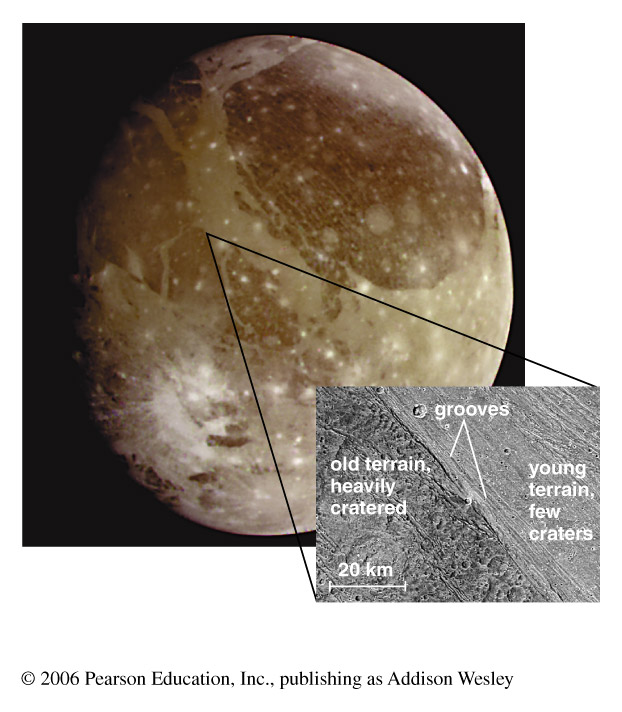 grooves
old terrain,
heavily
cratered
young
terrain,
few
craters
20 km
© 2006 Pearson Education, Inc., publishing as Addison Wesley